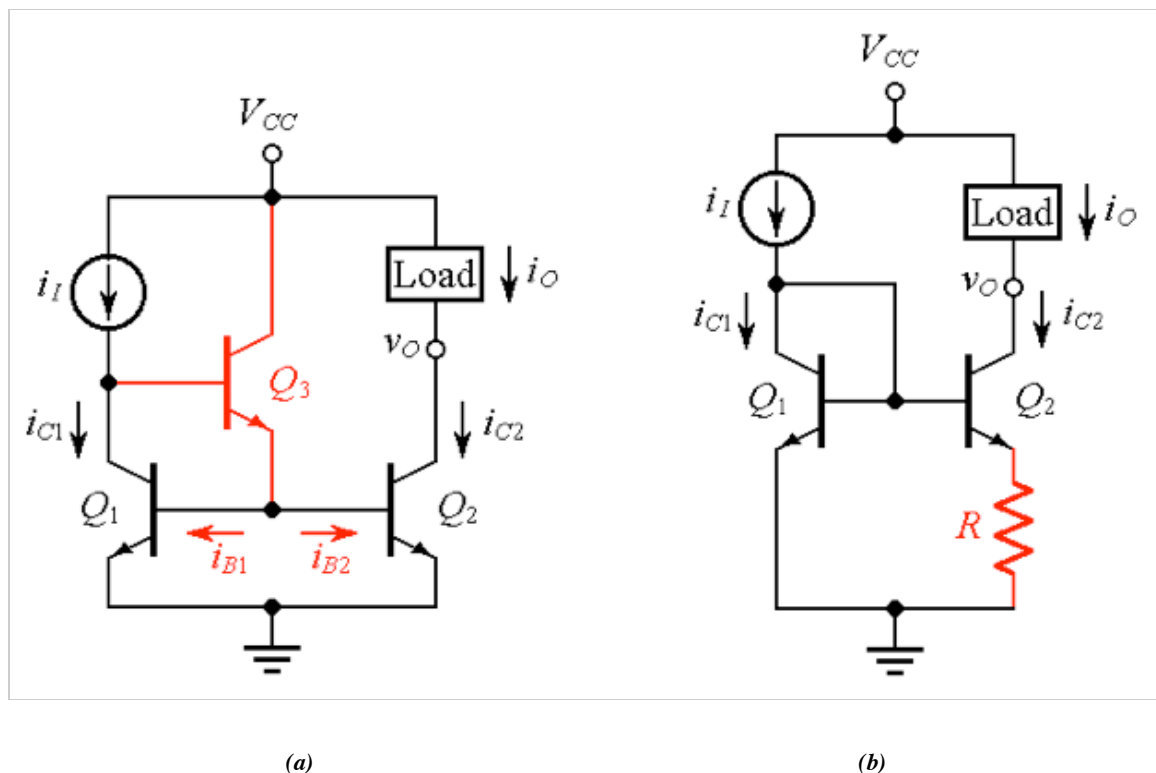 V_CC
i_I
Load
i_O
v_O
Q_3
i_C1
i_C2
Q_1
Q_2
i_B1
i_B2
(a)
V_CC
i_I
Load
i_O
v_O
i_C1
i_C2
Q_1
Q_2
R
(b)